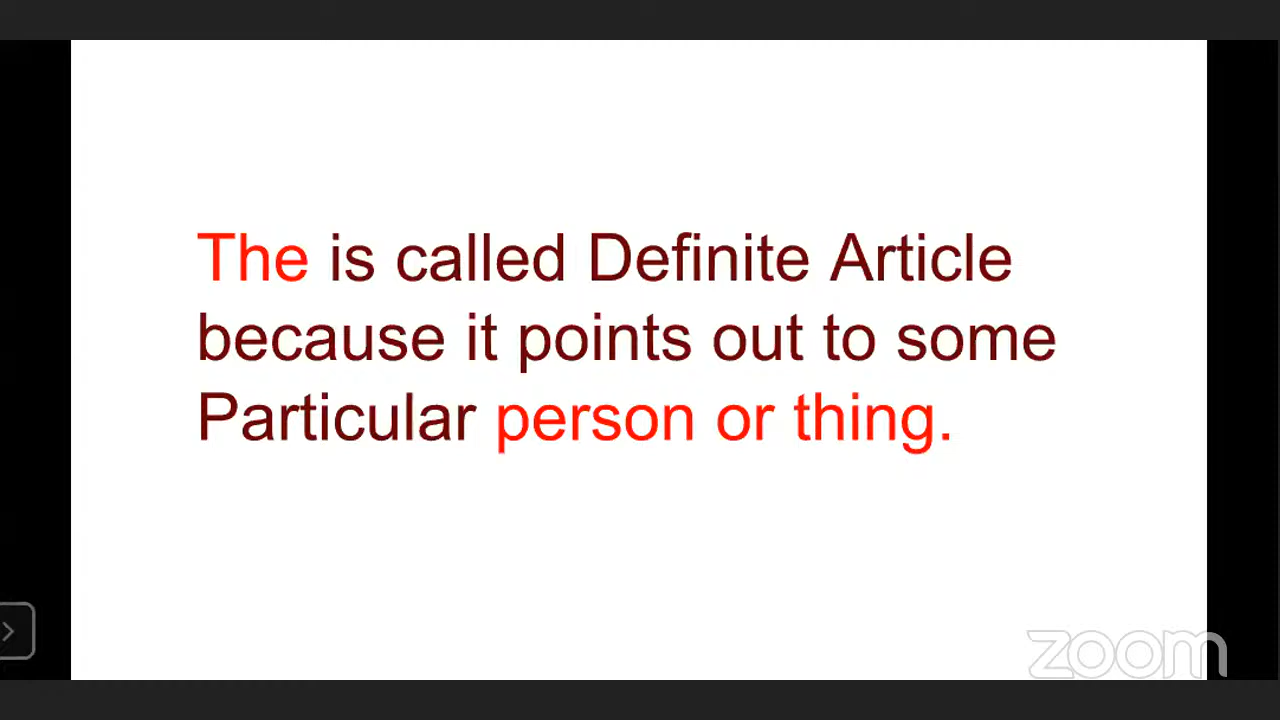 The is called Definite Article
because it points out to some
Particular person or thing.
zoom